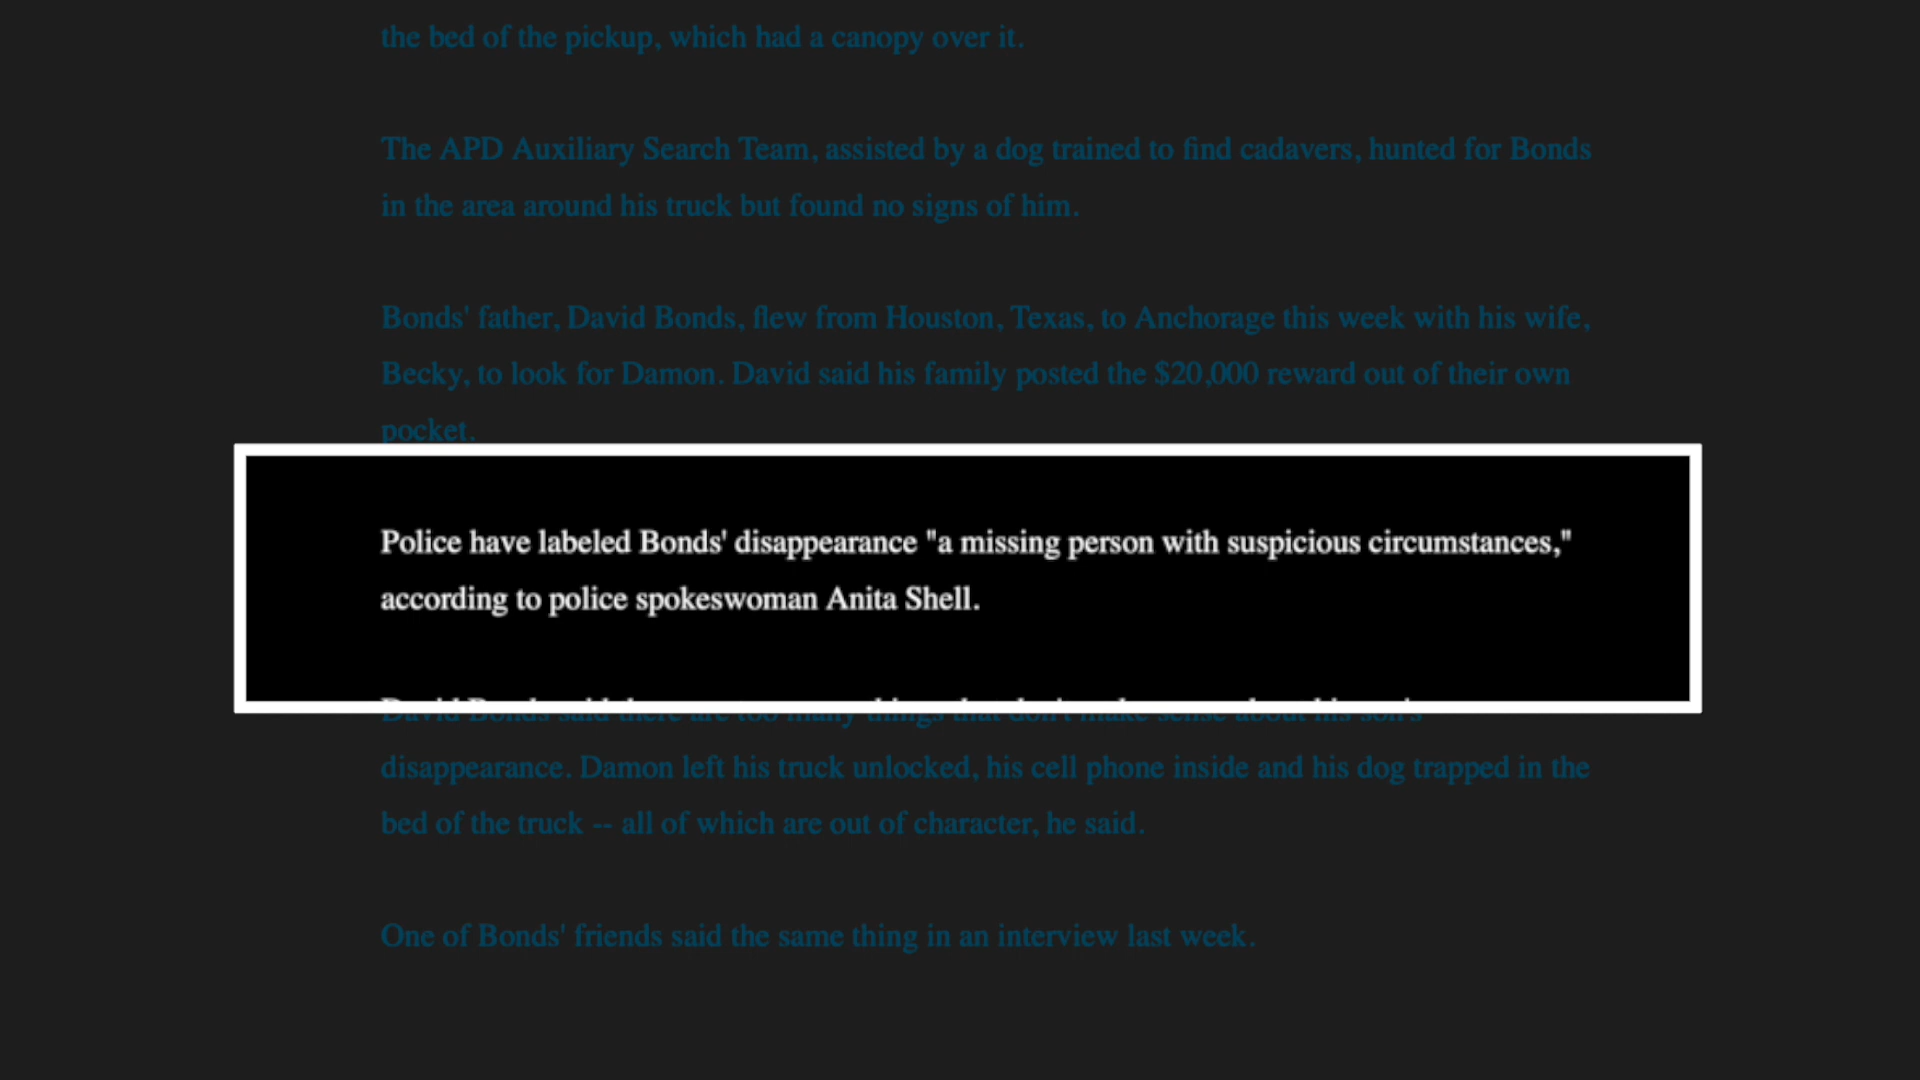 the bed of the pickup, which had a canopy over it.
The APD Auxiliary Search Team, assisted by a dog trained to find cadavers, hunted for Bonds
in the area around his truck but found no signs of him.
Bonds' father, David Bonds, flew from Houston, Texas, to Anchorage this week with his wife,
Becky, to look for Damon. David said his family posted the $20,000 reward out of their own
pocket.
Police have labeled Bonds' disappearance "a missing person with suspicious circumstances,"
according to police spokeswoman Anita Shell.
David Bonds said there are too many things that don't make sense about his son's
disappearance. Damon left his truck unlocked, his cell phone inside and his dog trapped in the
bed of the truck -- all of which are out of character, he said.
One of Bonds' friends said the same thing in an interview last week.